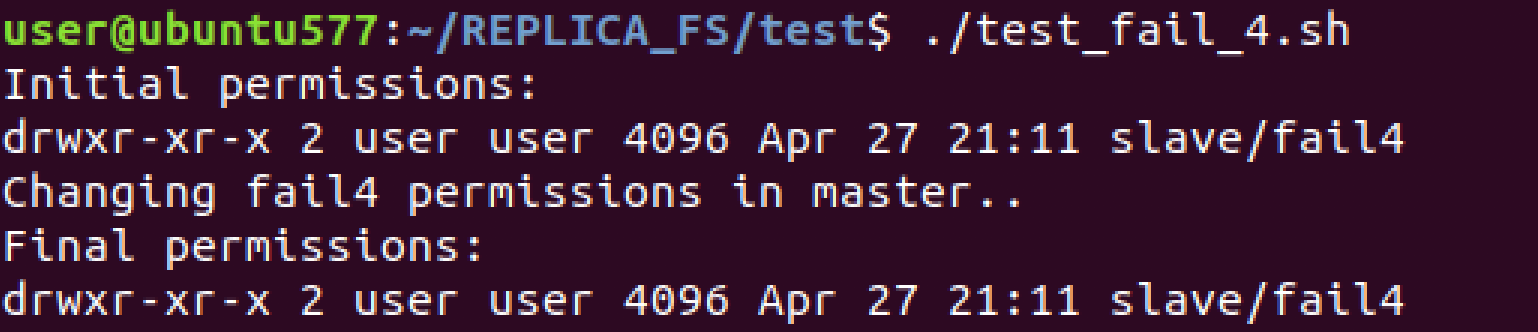 user@ubuntu577:~/REPLICA_FS/test$ ./test_fail_4.sh
Initial permissions:
drwxr-xr-x 2 user user 4096 Apr 27 21:11 slave/fail4
Changing fail4 permissions in master..
Final permissions:
drwxr-xr-x 2 user user 4096 Apr 27 21:11 slave/fail4